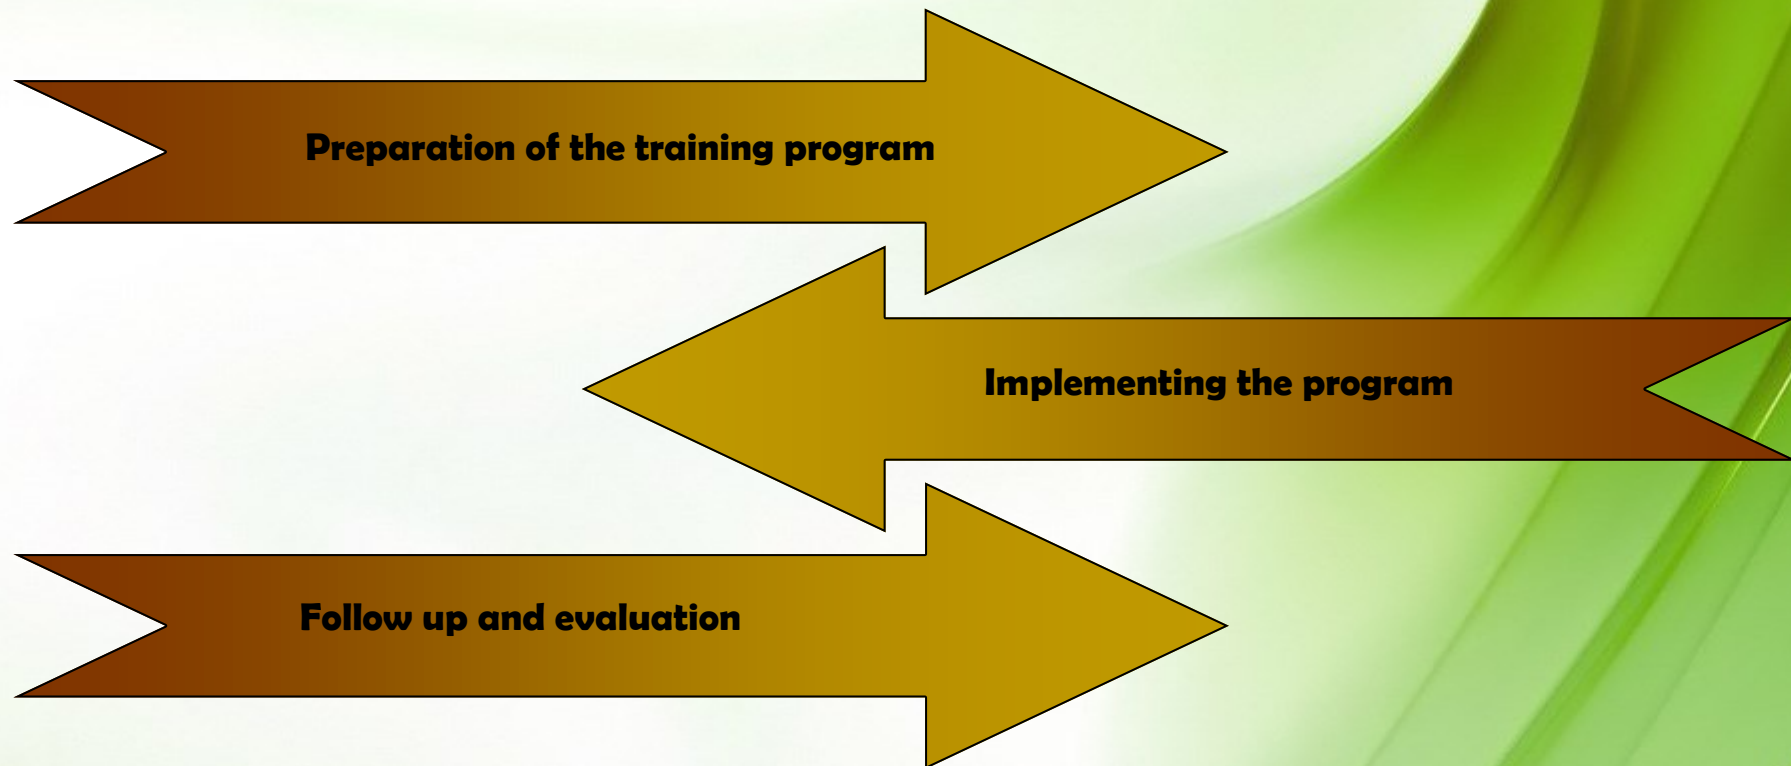 Preparation of the training program
Implementing the program
Follow up and evaluation